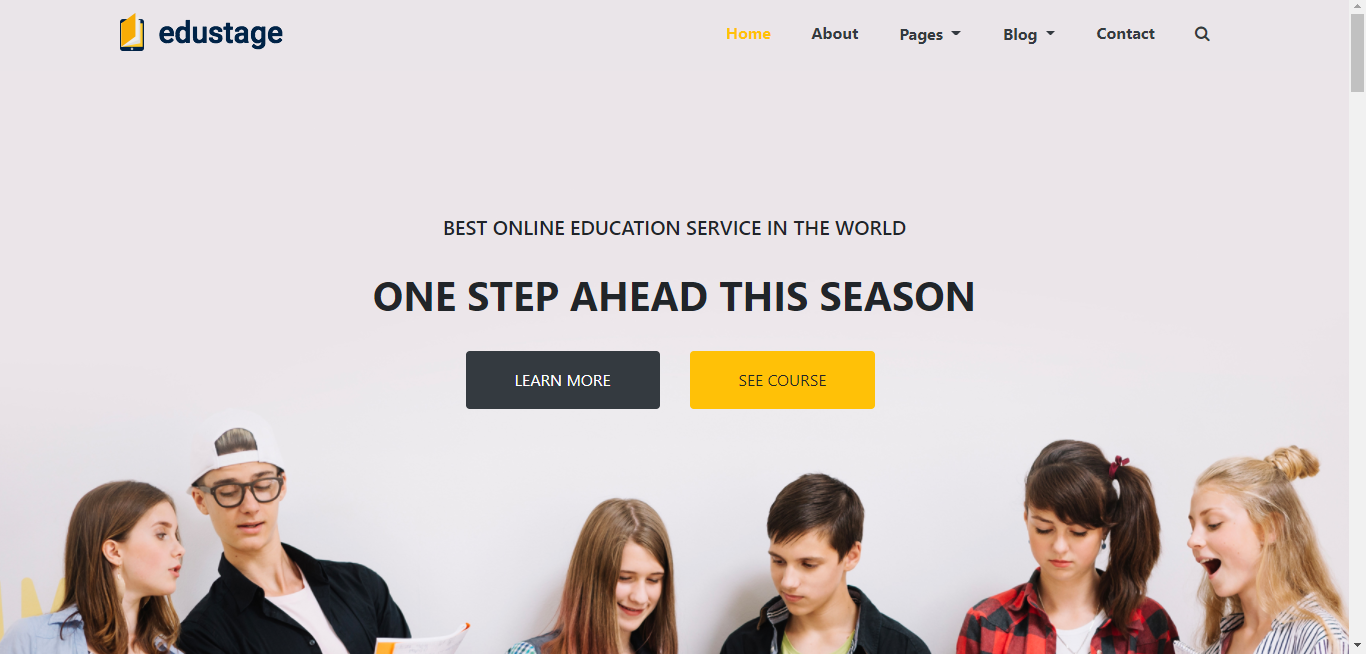 edustage
Home About Pages Blog Contact
BEST ONLINE EDUCATION SERVICE IN THE WORLD
ONE STEP AHEAD THIS SEASON
LEARN MORE SEE COURSE